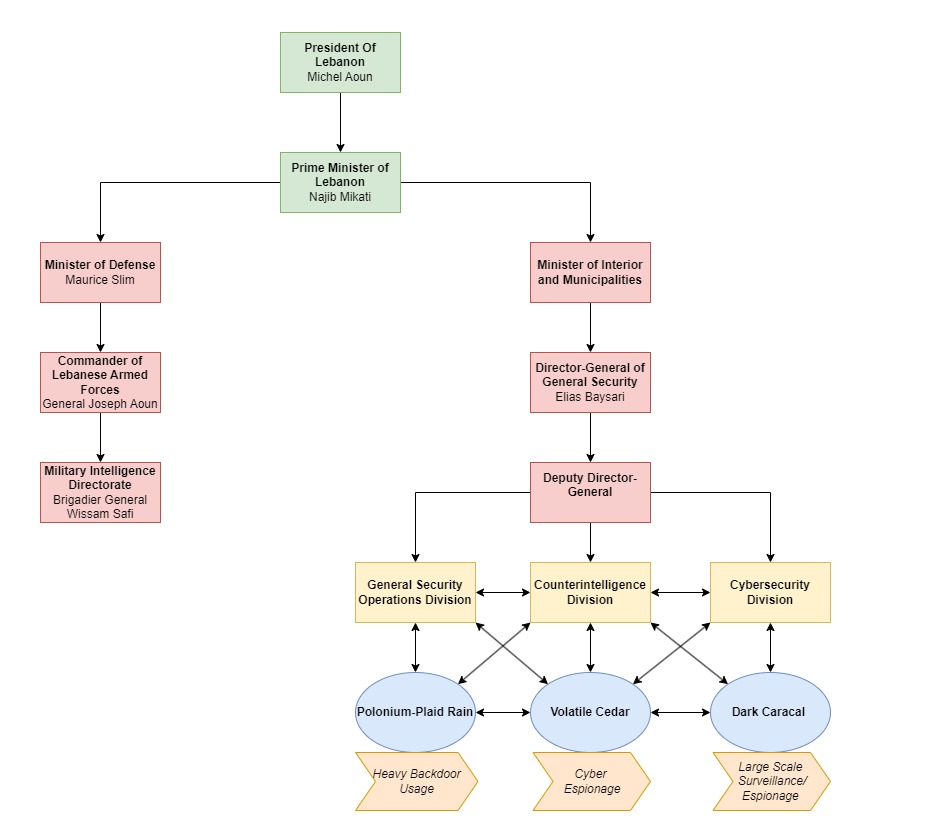 President Of
Lebanon
Michel Aoun
Prime Minister of
Lebanon
Najib Mikati
Minister of Defense
Maurice Slim
Minister of Interior
and Municipalities
Commander of
Lebanese Armed
Forces
General Joseph Aoun
Director-General of
General Security
Elias Baysari
Military Intelligence
Directorate
Brigadier General
Wissam Safi
Deputy Director-
General
General Security
Operations Division
Counterintelligence
Division
Cybersecurity
Division
Polonium-Plaid Rain
Volatile Cedar
Dark Caracal
Heavy Backdoor
Usage
Cyber
Espionage
Large Scale
Surveillance/
Espionage